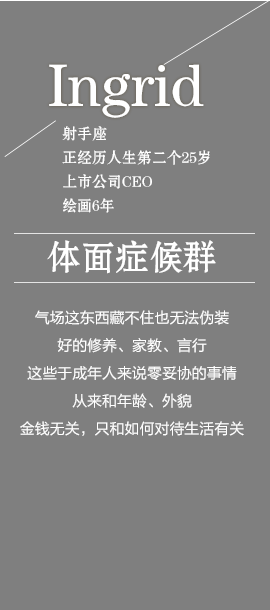 Ingrid
射手座
正经历人生第二个25岁
上市公司CEO
绘画6年
体面症候群
气场这东西藏不住也无法伪装
好的修养、家教、言行
这些于成年人来说零妥协的事情
从来和年龄、外貌
金钱无关，只和如何对待生活有关